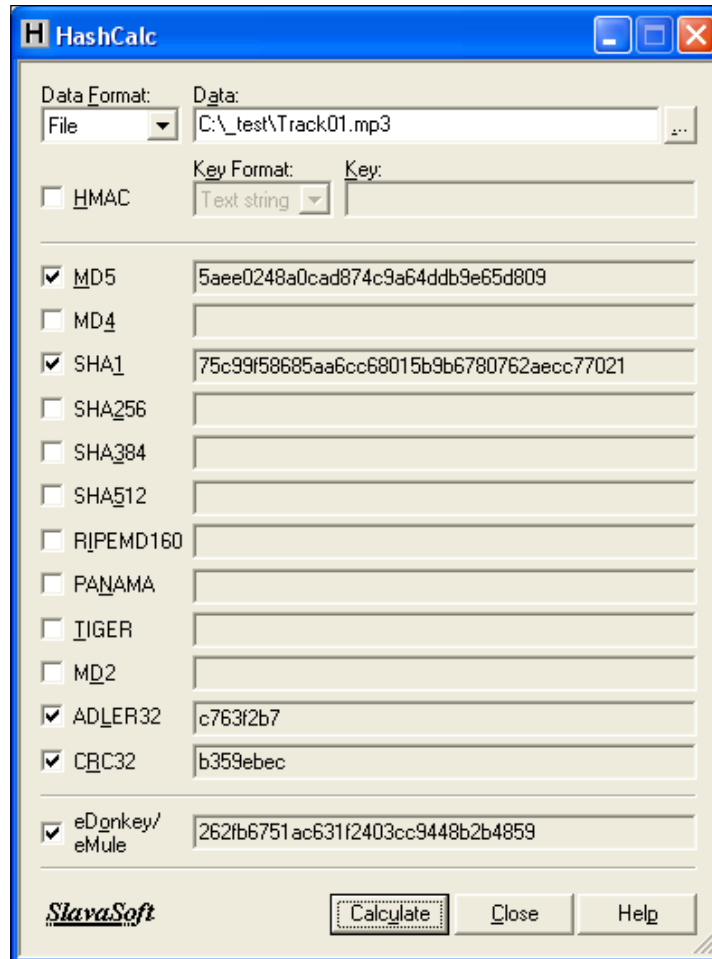 HashCalc
Data Format: Data:
File C:\_test\Track01.mp3 ...
Key Format: Key:
HMAC Text string
MD5 5aee0248a0cad874c9a64ddb9e65d809
MD4
SHA1 75c99f58685aa6cc68015b9b6780762aecc77021
SHA256
SHA384
SHA512
RIPEMD160
PANAMA
TIGER
MD2
ADLER32 c763f2b7
CRC32 b359ebec
eDonkey/
eMule 262fb6751ac631f2403cc9448b2b4859
SlavaSoft Calculate Close Help